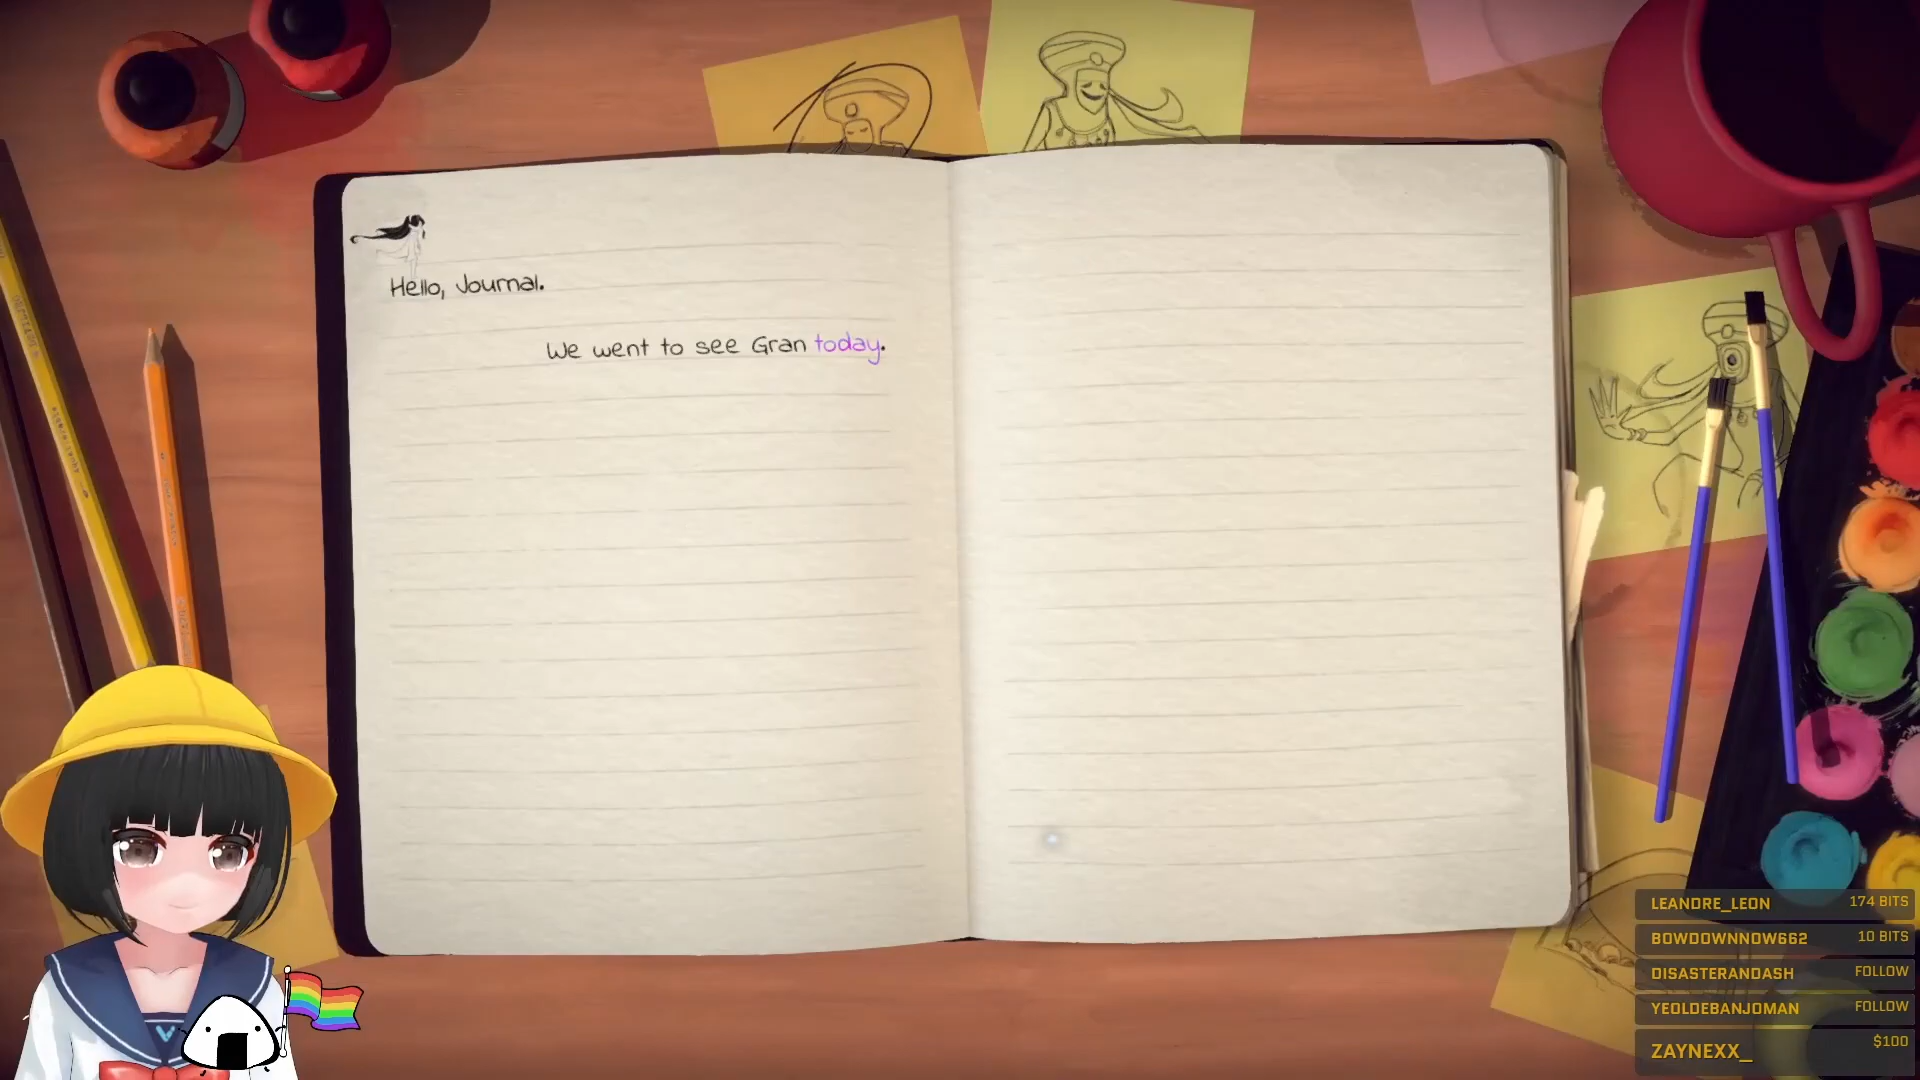 Hello, Journal.
We went to see Gran today.
LEANDRE_LEON 174 BITS
BOWDOWNNOW662 10 BITS
DISASTERANDASH FOLLOW
YEOLDEBANJOMAN FOLLOW
ZAYNEXX_ $100